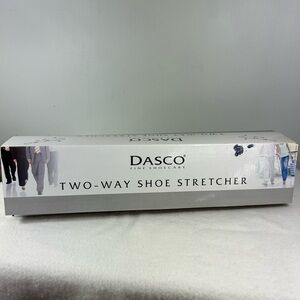 DASCO®
FINE SHOECARE
TWO-WAY SHOE STRETCHER